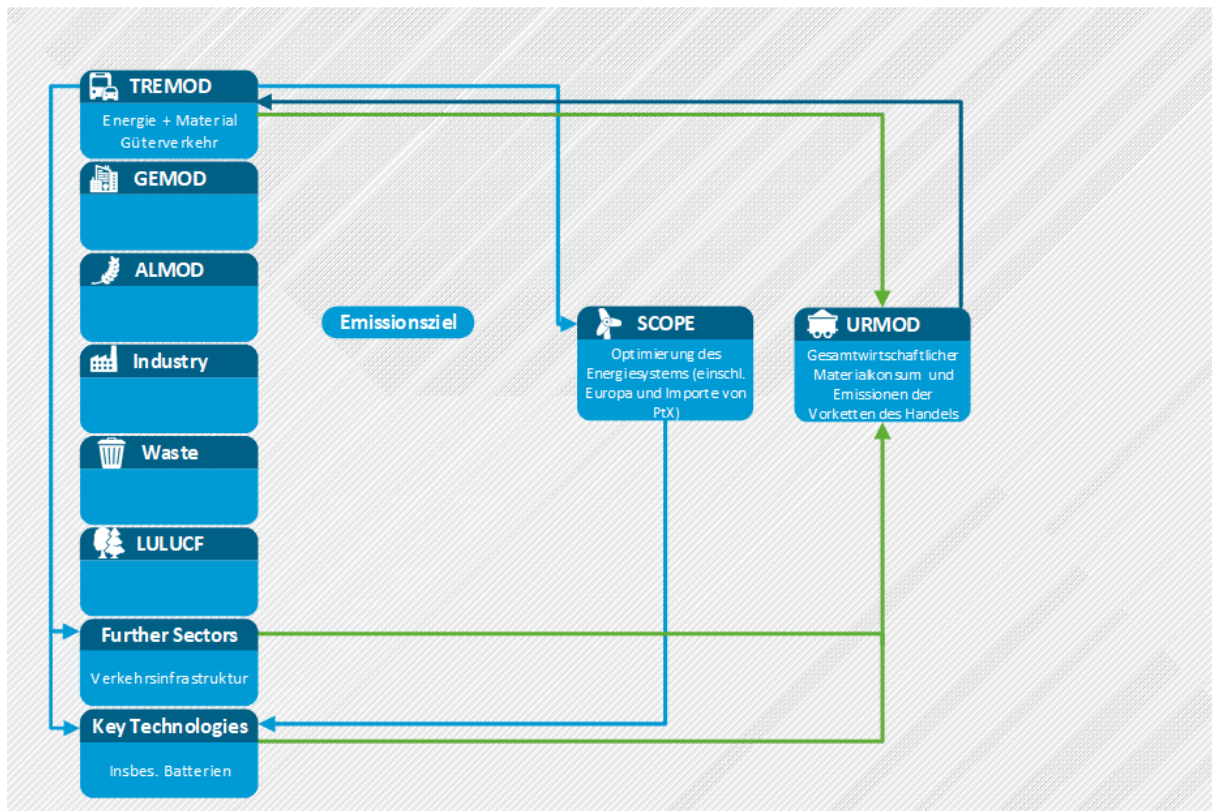 TREMOD
Energie + Material
Güterverkehr
GEMOD
ALMOD
Industry
Waste
LULUCF
Further Sectors
Verkehrsinfrastruktur
Key Technologies
Insbes. Batterien
Emissionsziel
SCOPE
Optimierung des
Energiesystems (einschl.
Europa und Importe von
PtX)
URMOD
Gesamtwirtschaftlicher
Materialkonsum und
Emissionen der
Vorketten des Handels